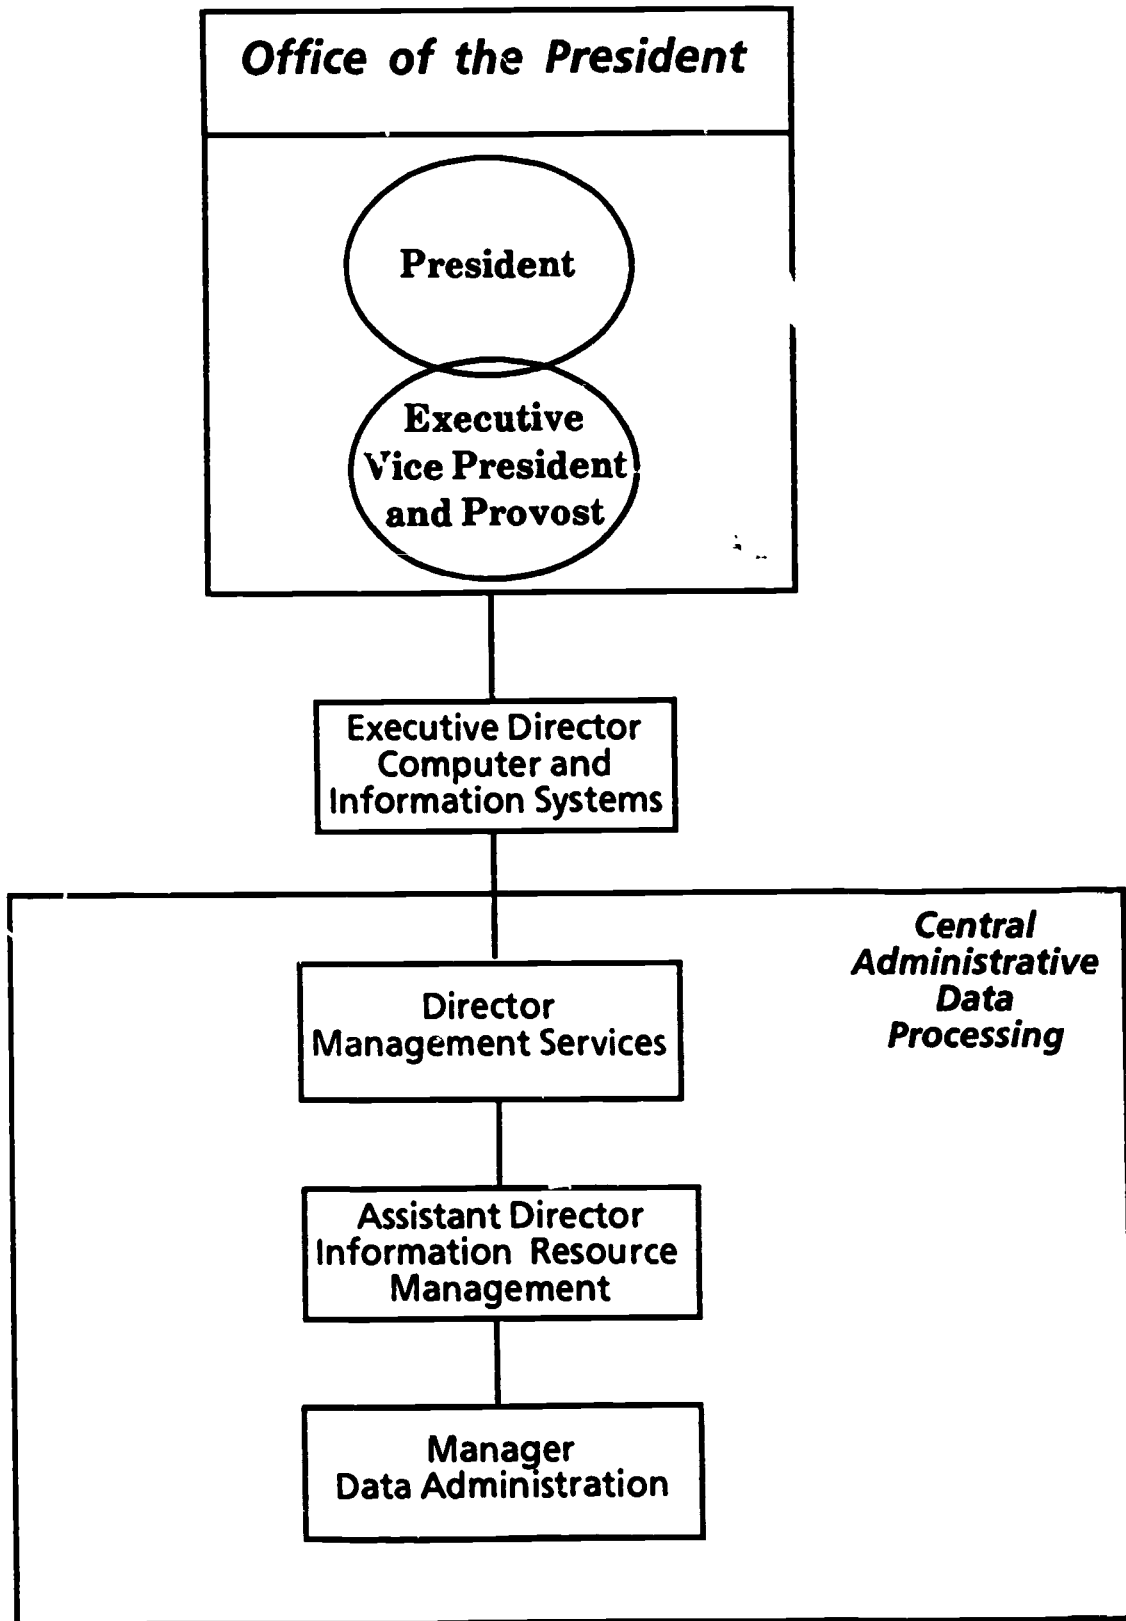 Office of the President
President
Executive
Vice President
and Provost
Executive Director
Computer and
Information Systems
Central
Administrative
Data
Processing
Director
Management Services
Assistant Director
Information Resource
Management
Manager
Data Administration